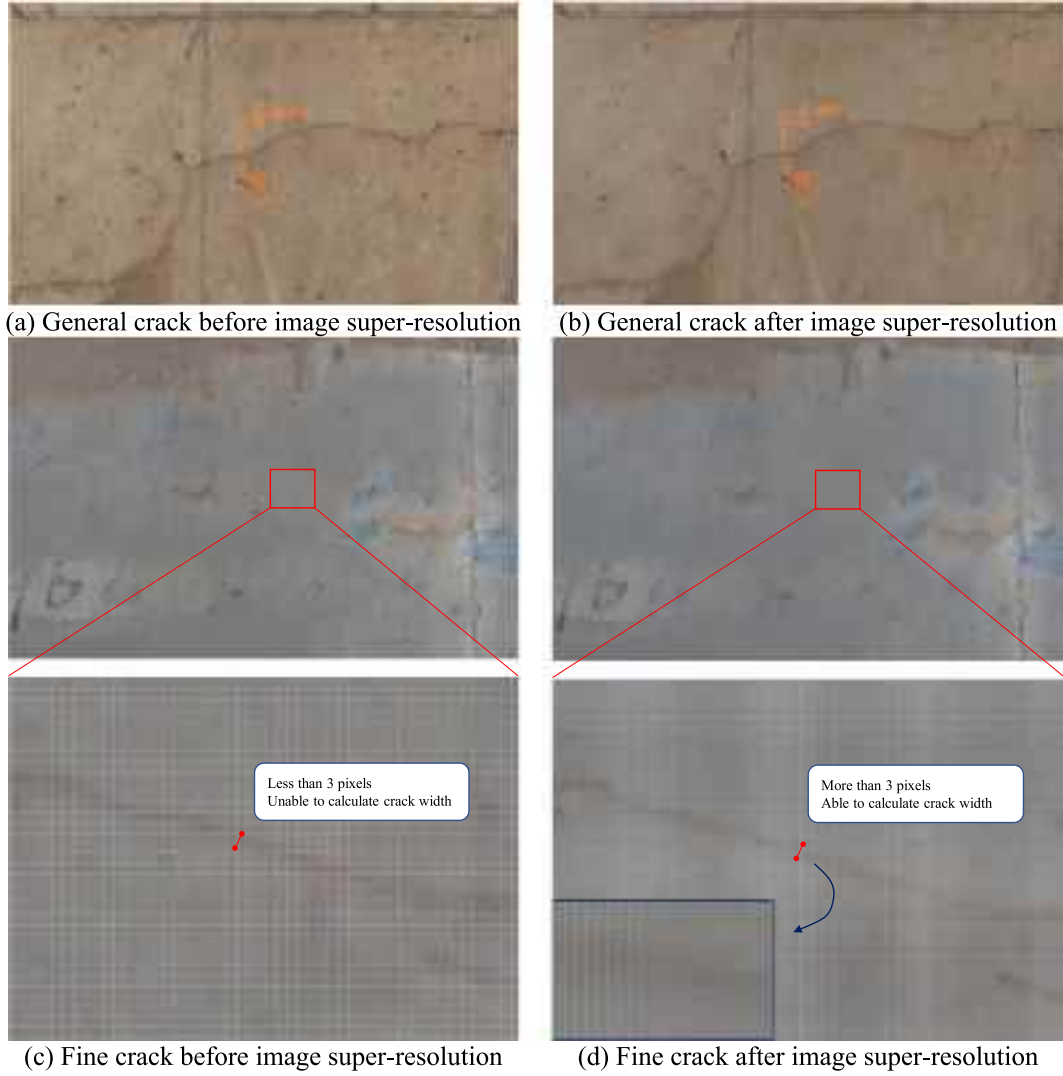 (a) General crack before image super-resolution
(b) General crack after image super-resolution
Less than 3 pixels
Unable to calculate crack width
More than 3 pixels
Able to calculate crack width
(c) Fine crack before image super-resolution
(d) Fine crack after image super-resolution